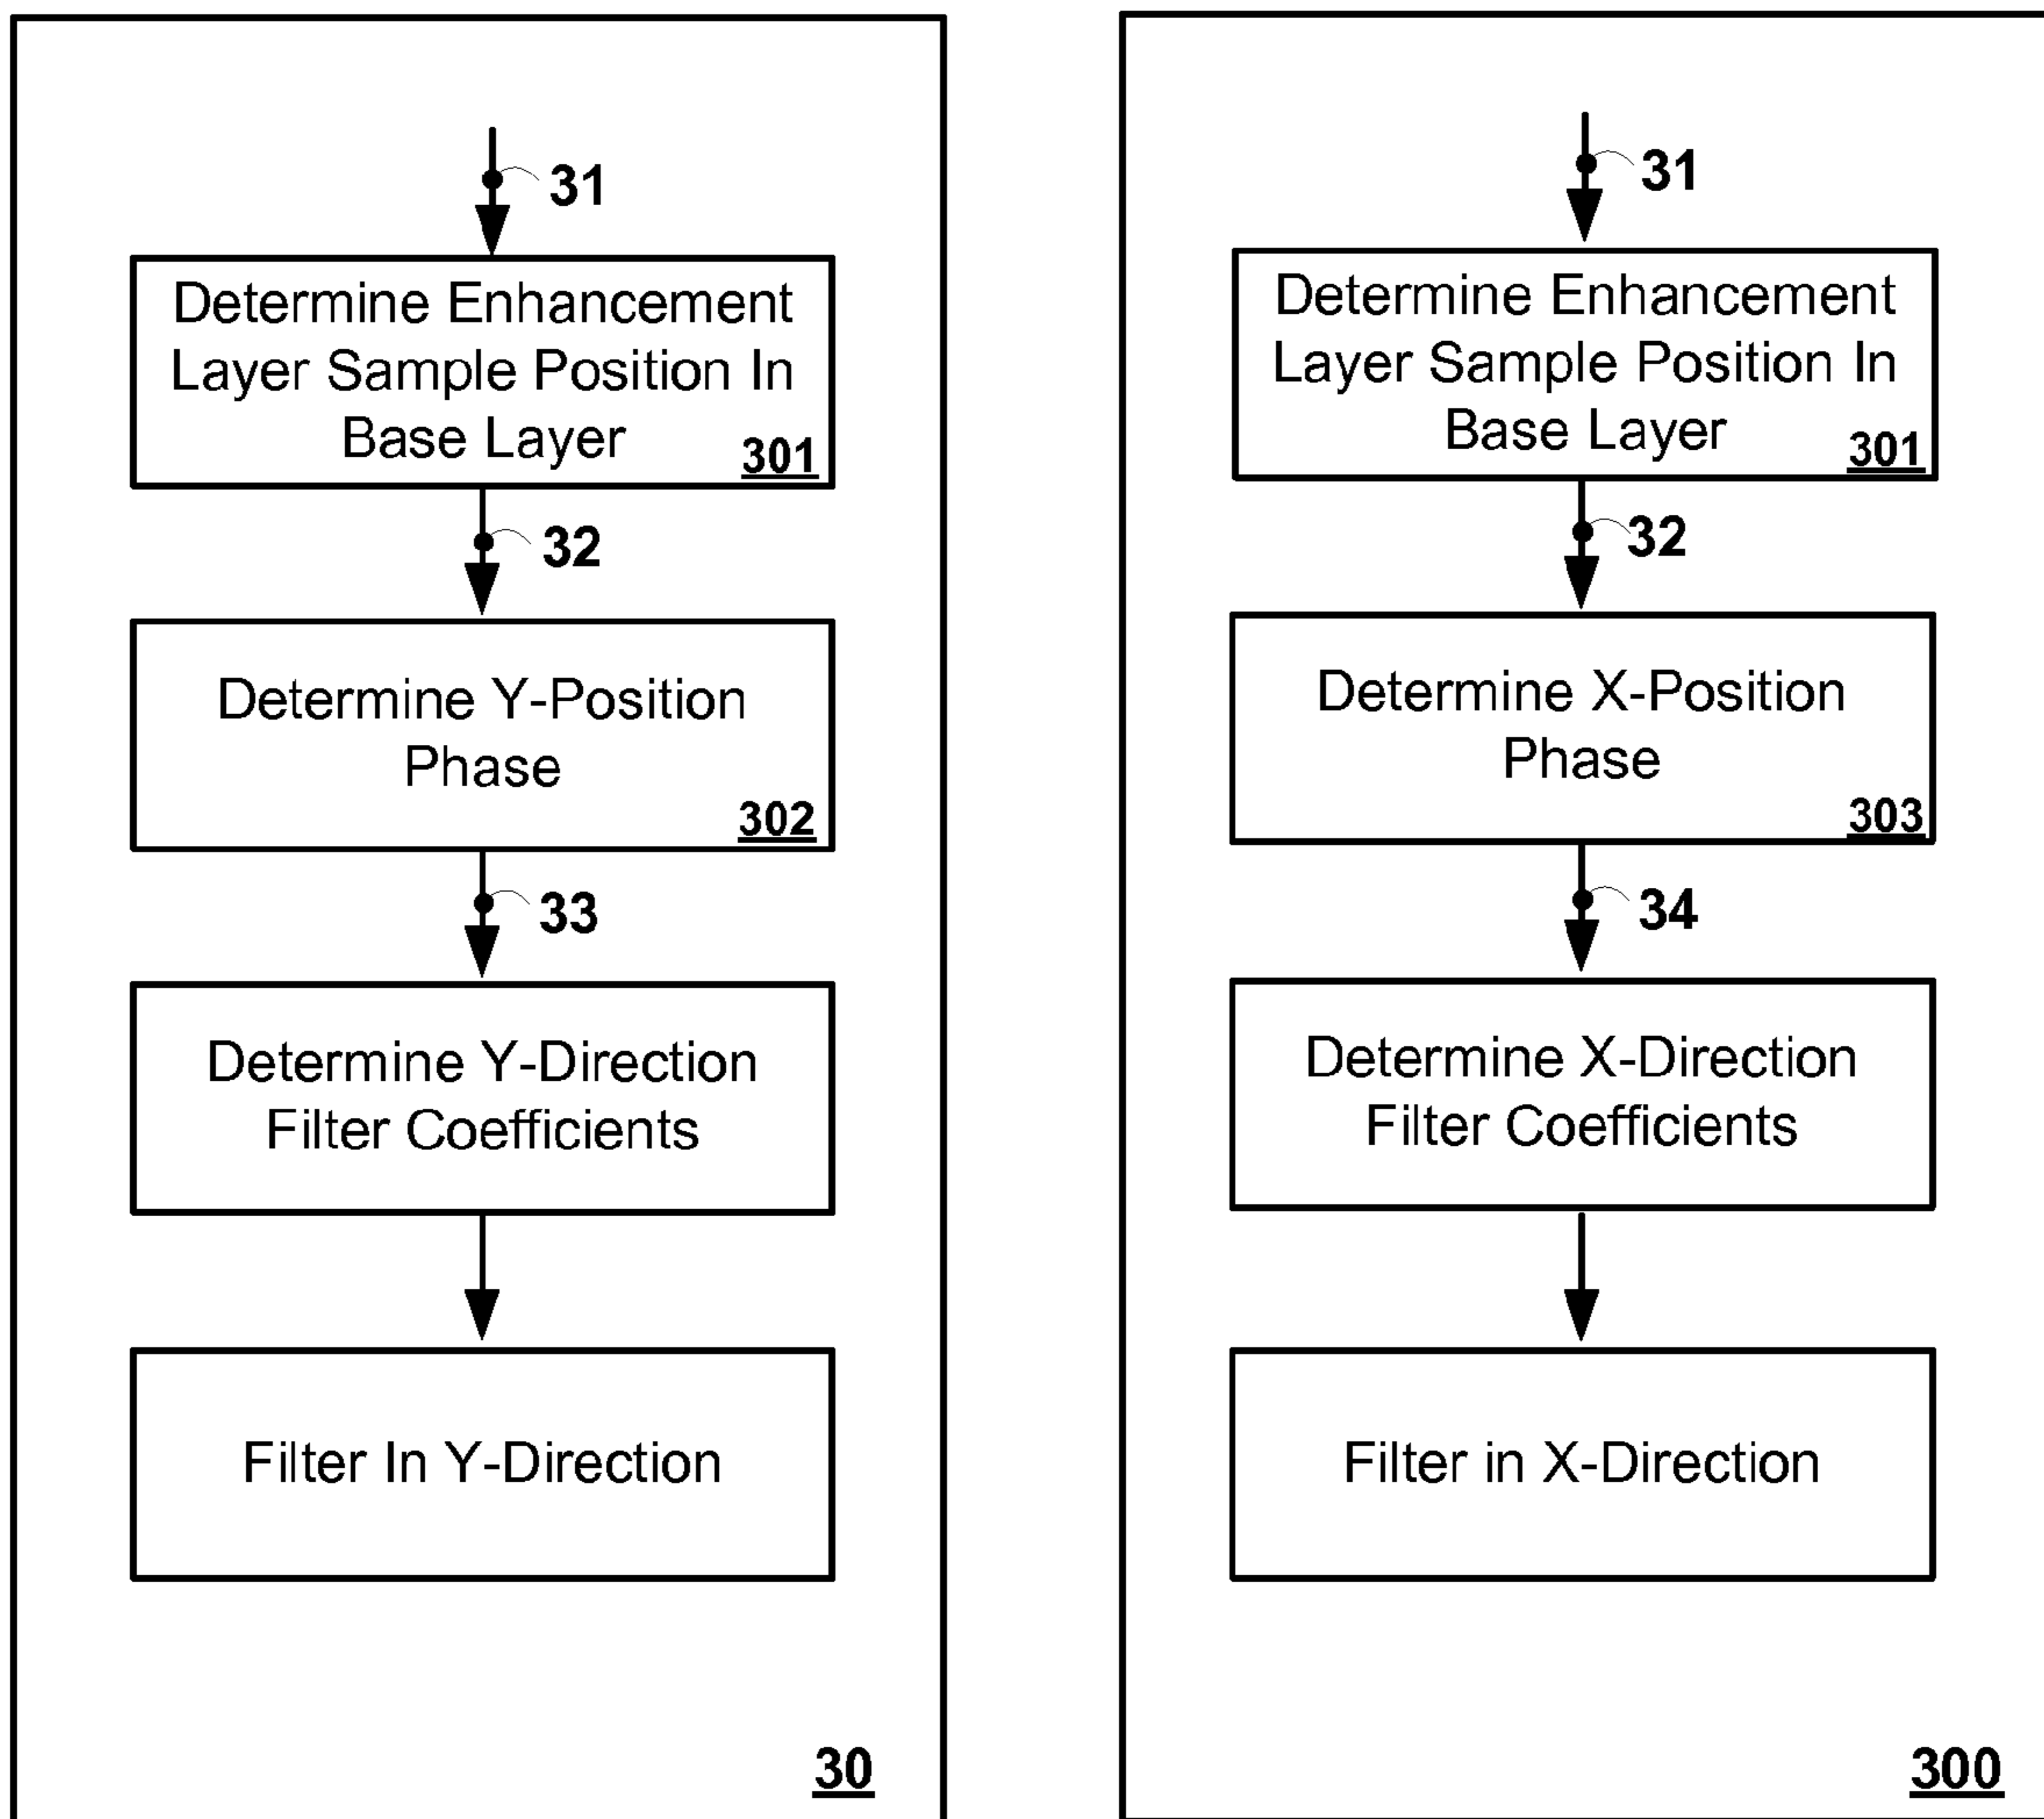 31
Determine Enhancement
Layer Sample Position In
Base Layer
301
32
Determine Y-Position
Phase
302
33
Determine Y-Direction
Filter Coefficients
Filter In Y-Direction
30
31
Determine Enhancement
Layer Sample Position In
Base Layer
301
32
Determine X-Position
Phase
303
34
Determine X-Direction
Filter Coefficients
Filter in X-Direction
300